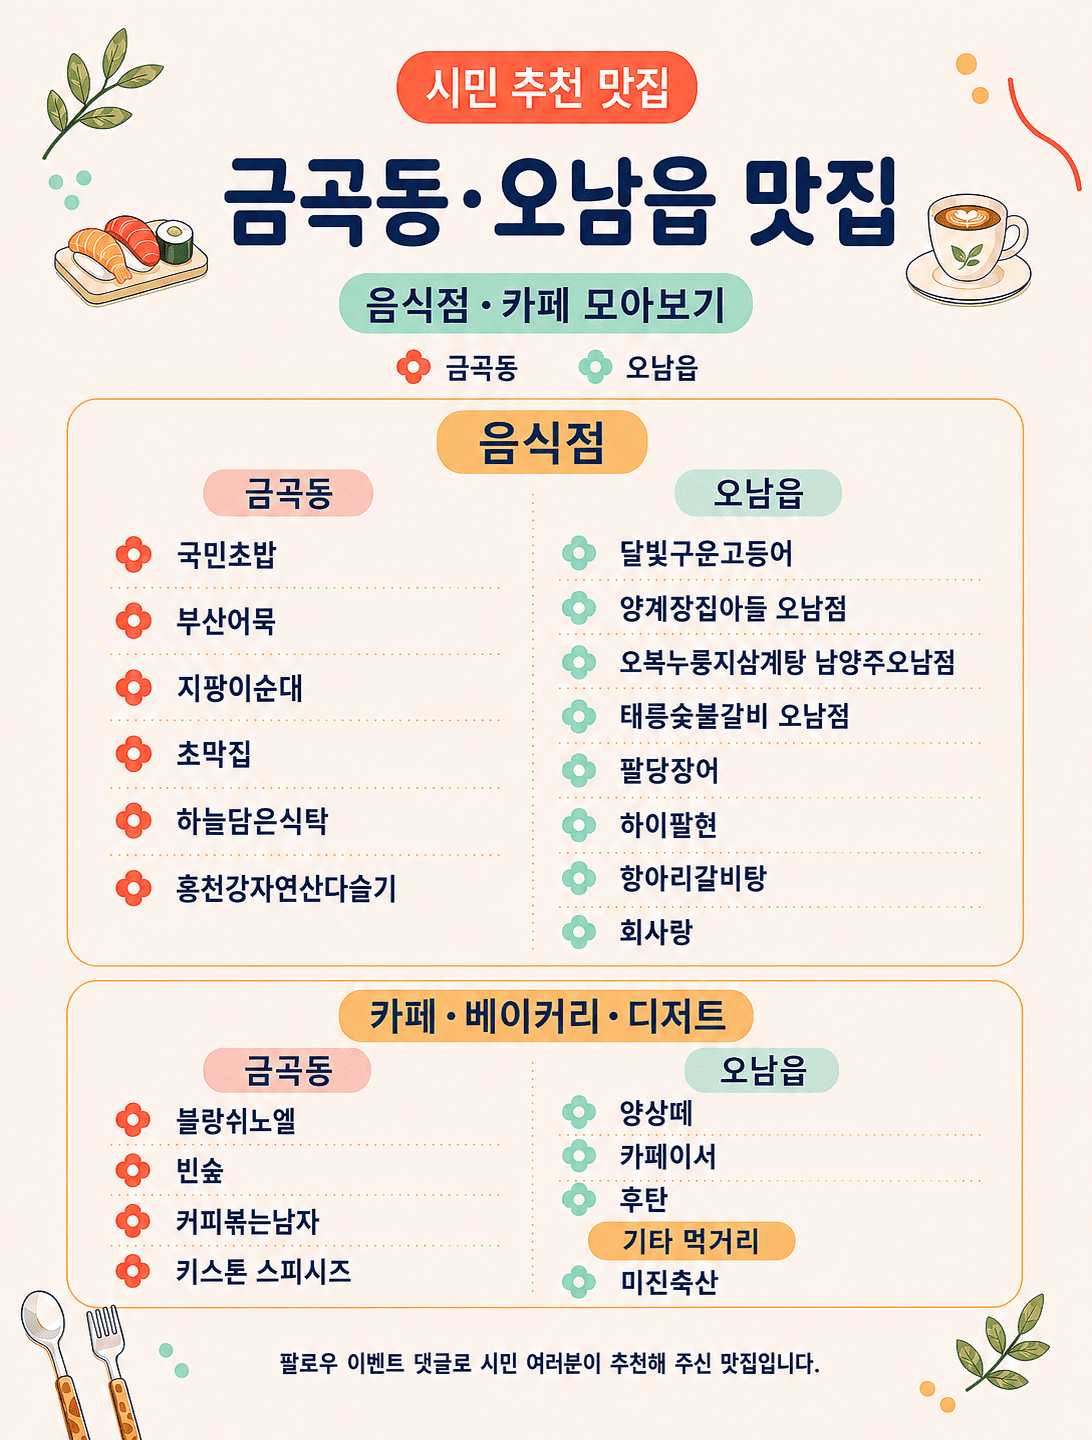 시민 추천 맛집
금곡동·오남읍 맛집
음식점·카페 모아보기
금곡동
오남읍
음식점
금곡동
국민초밥
부산어묵
지팡이순대
초막집
하늘담은식탁
홍천강자연산다슬기
오남읍
달빛구운고등어
양계장집아들 오남점
오복누룽지삼계탕 남양주오남점
태릉숯불갈비 오남점
팔당장어
하이팔현
항아리갈비탕
회사랑
카페·베이커리·디저트
금곡동
블랑쉬노엘
빈숲
커피볶는남자
키스톤 스피시즈
오남읍
양상떼
카페이서
후탄
기타 먹거리
미진축산
팔로우 이벤트 댓글로 시민 여러분이 추천해 주신 맛집입니다.